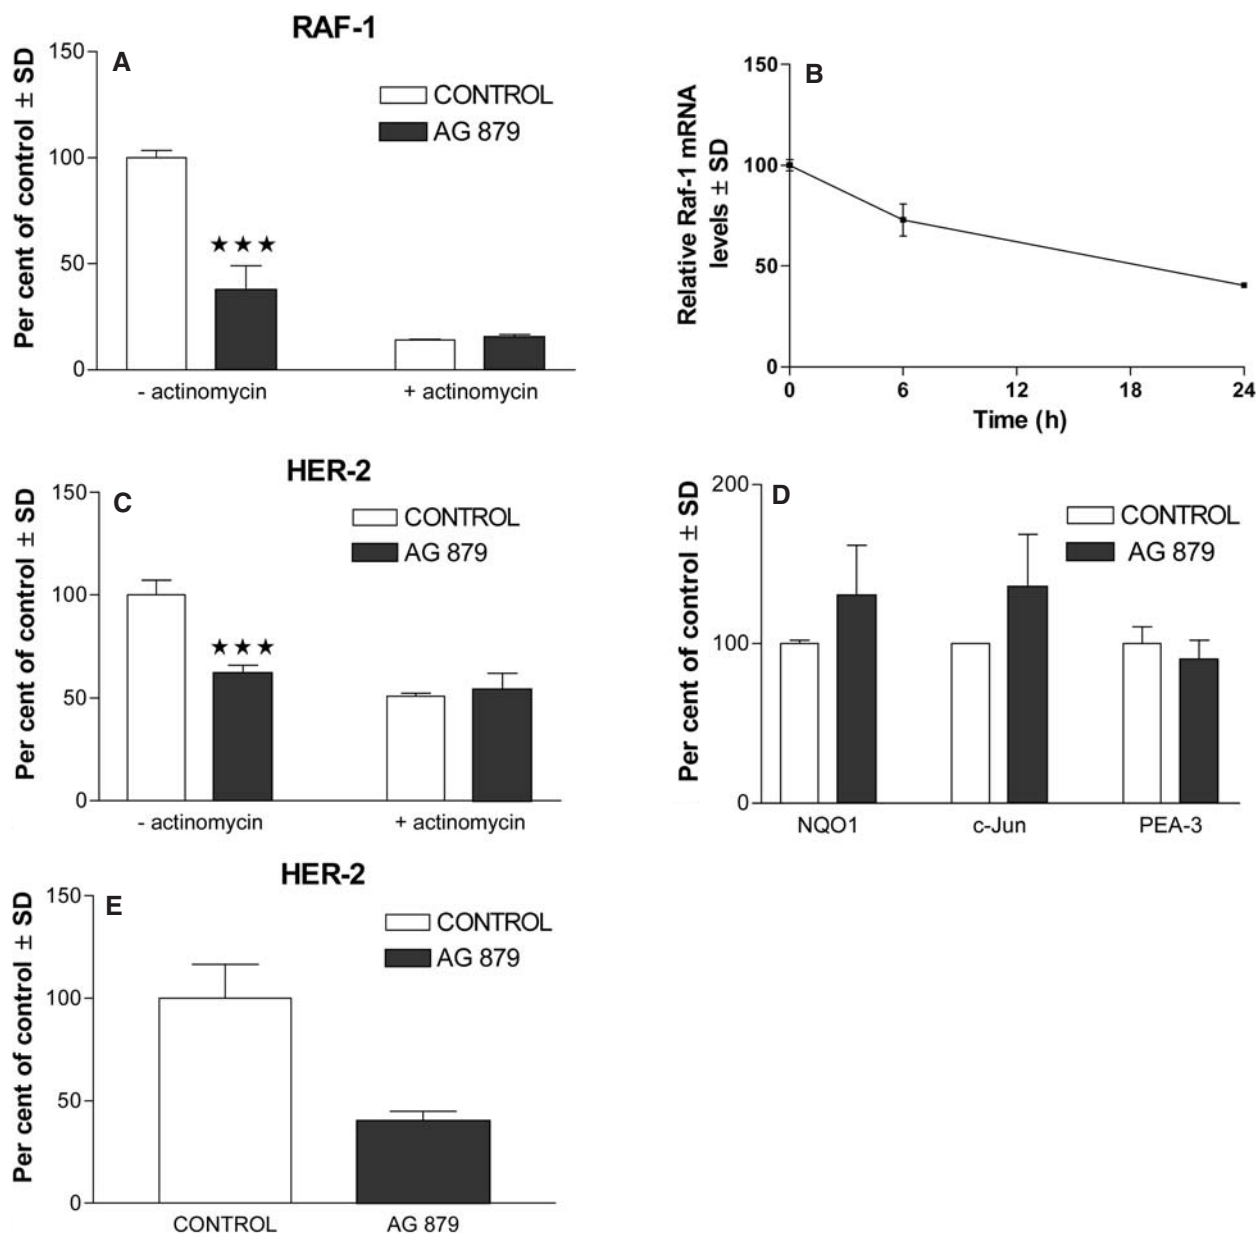 RAF-1
A
Per cent of control ± SD
150
100
50
0
CONTROL
AG 879
★★★
- actinomycin
+ actinomycin
B
Relative Raf-1 mRNA
levels ± SD
150
100
50
0
0 6 12 18 24
Time (h)
HER-2
C
Per cent of control ± SD
150
100
50
0
CONTROL
AG 879
★★★
- actinomycin
+ actinomycin
D
Per cent of control ± SD
200
100
0
CONTROL
AG 879
NQO1 c-Jun PEA-3
HER-2
E
Per cent of control ± SD
150
100
50
0
CONTROL
AG 879
CONTROL AG 879